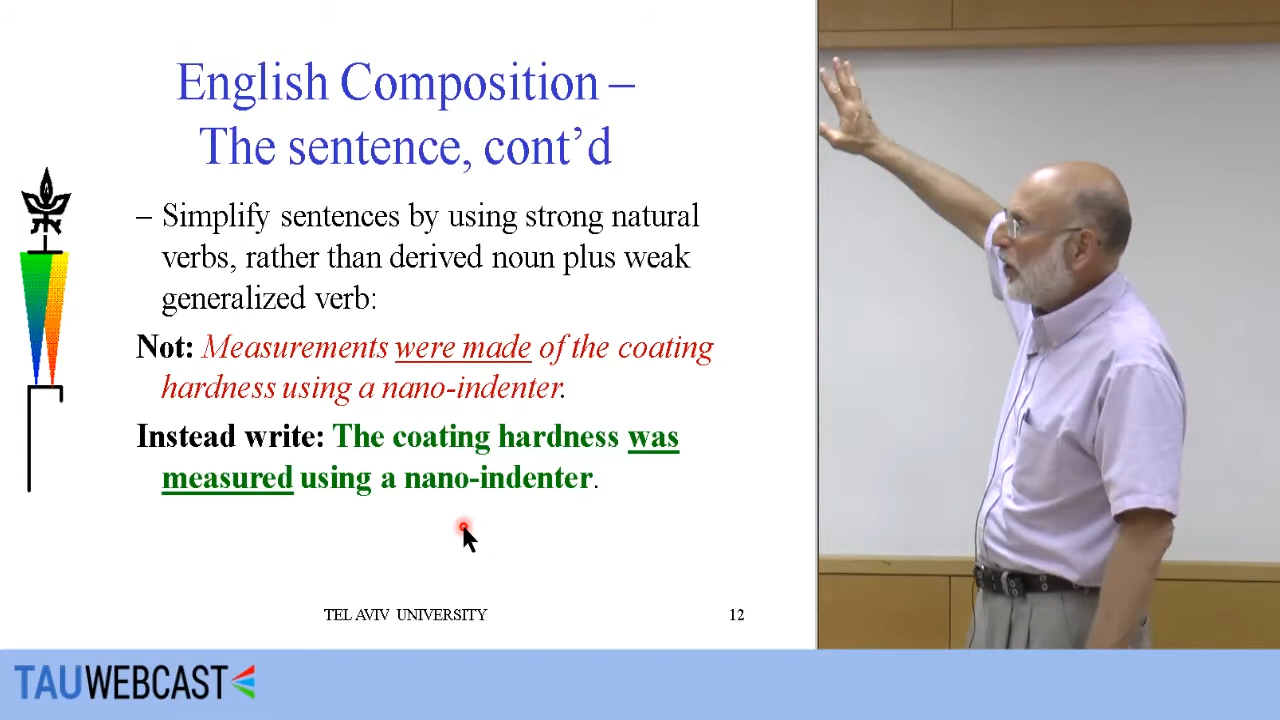 English Composition –
The sentence, cont’d
– Simplify sentences by using strong natural
verbs, rather than derived noun plus weak
generalized verb:
Not: Measurements were made of the coating
hardness using a nano-indenter.
Instead write: The coating hardness was
measured using a nano-indenter.
TEL AVIV UNIVERSITY
12
TAUWEBCAST